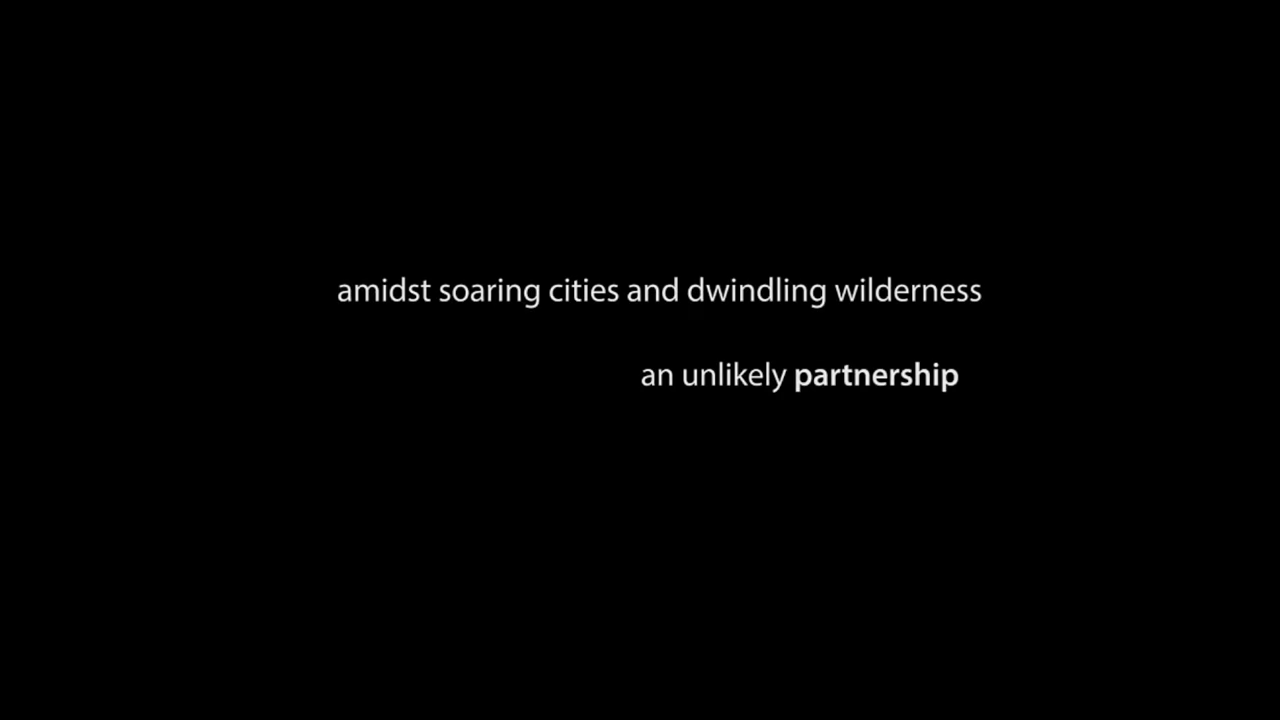 amidst soaring cities and dwindling wilderness
an unlikely partnership